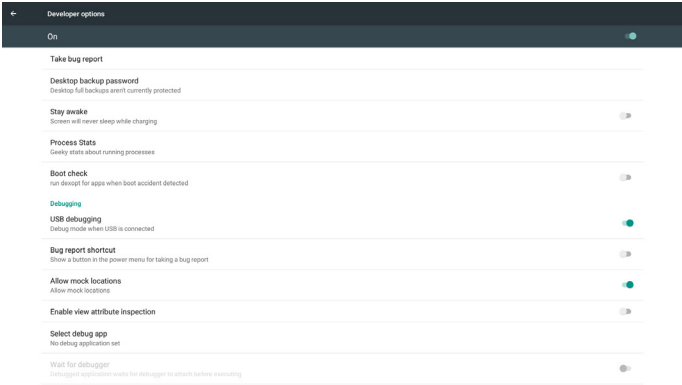 Developer options
On
Take bug report
Desktop backup password
Desktop full backups aren't currently protected
Stay awake
Screen will never sleep while charging
Process Stats
Geeky stats about running processes
Boot check
run dexopt for apps when boot accident detected
Debugging
USB debugging
Debug mode when USB is connected
Bug report shortcut
Show a button in the power menu for taking a bug report
Allow mock locations
Allow mock locations
Enable view attribute inspection
Select debug app
No debug application set
Wait for debugger
Debugged application waits for debugger to attach before executing